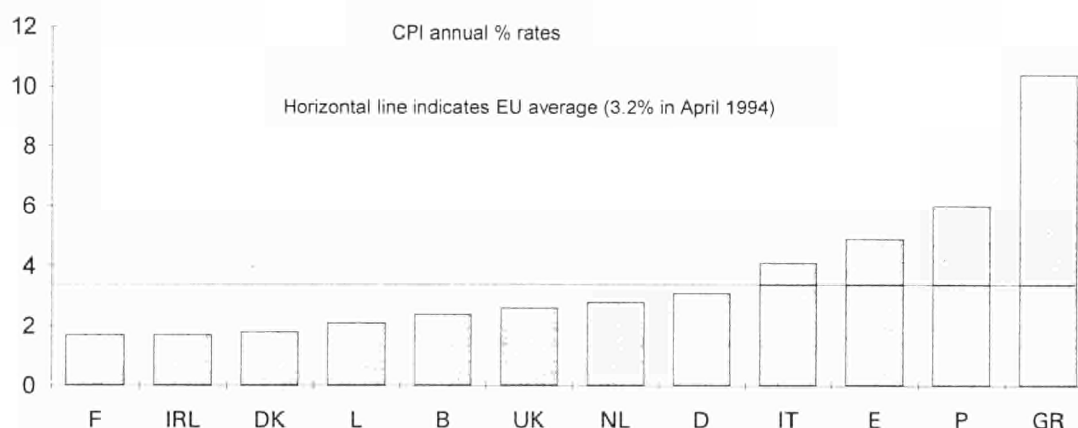 CPI annual % rates
Horizontal line indicates EU average (3.2% in April 1994)
12
10
8
6
4
2
0
F IRL DK L B UK NL D IT E P GR